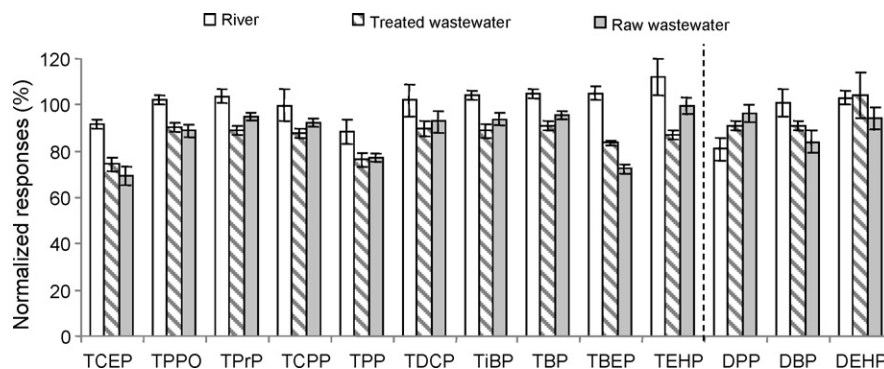 River Treated wastewater Raw wastewater
Normalized responses (%)
120
100
80
60
40
20
0
TCEP TPPO TPrP TCPP TPP TDCP TiBP TBP TBEP TEHP DPP DBP DEHP